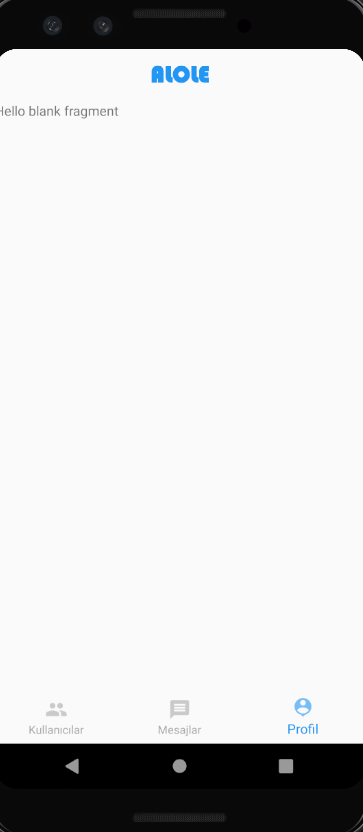 ALOLE
Hello blank fragment
Kullanıcılar
Mesajlar
Profil